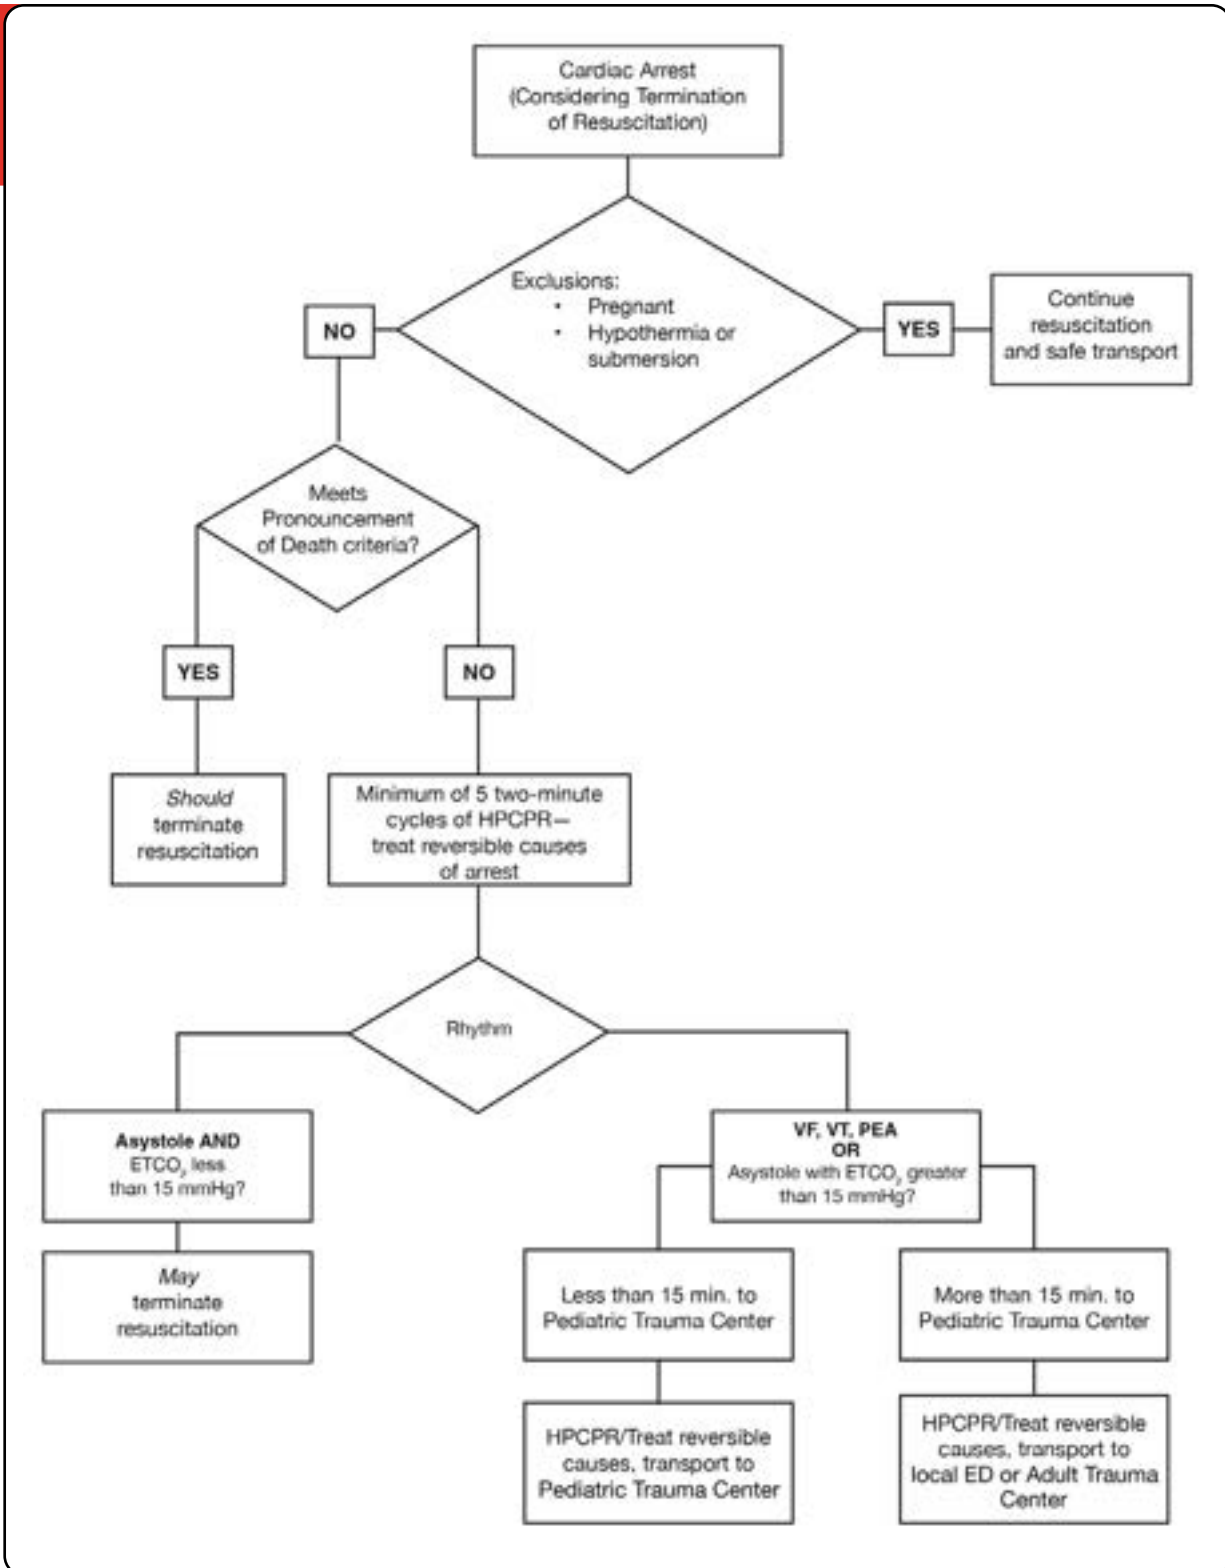 Cardiac Arrest
(Considering Termination
of Resuscitation)
Exclusions:
• Pregnant
• Hypothermia or
submersion
NO
YES
Continue
resuscitation
and safe transport
Meets
Pronouncement
of Death criteria?
YES
NO
Should
terminate
resuscitation
Minimum of 5 two-minute
cycles of HPCPR—
treat reversible causes
of arrest
Rhythm
Asystole AND
ETCO₂ less
than 15 mmHg?
May
terminate
resuscitation
VF, VT, PEA
OR
Asystole with ETCO₂ greater
than 15 mmHg?
Less than 15 min. to
Pediatric Trauma Center
More than 15 min. to
Pediatric Trauma Center
HPCPR/Treat reversible
causes, transport to
Pediatric Trauma Center
HPCPR/Treat reversible
causes, transport to
local ED or Adult Trauma
Center